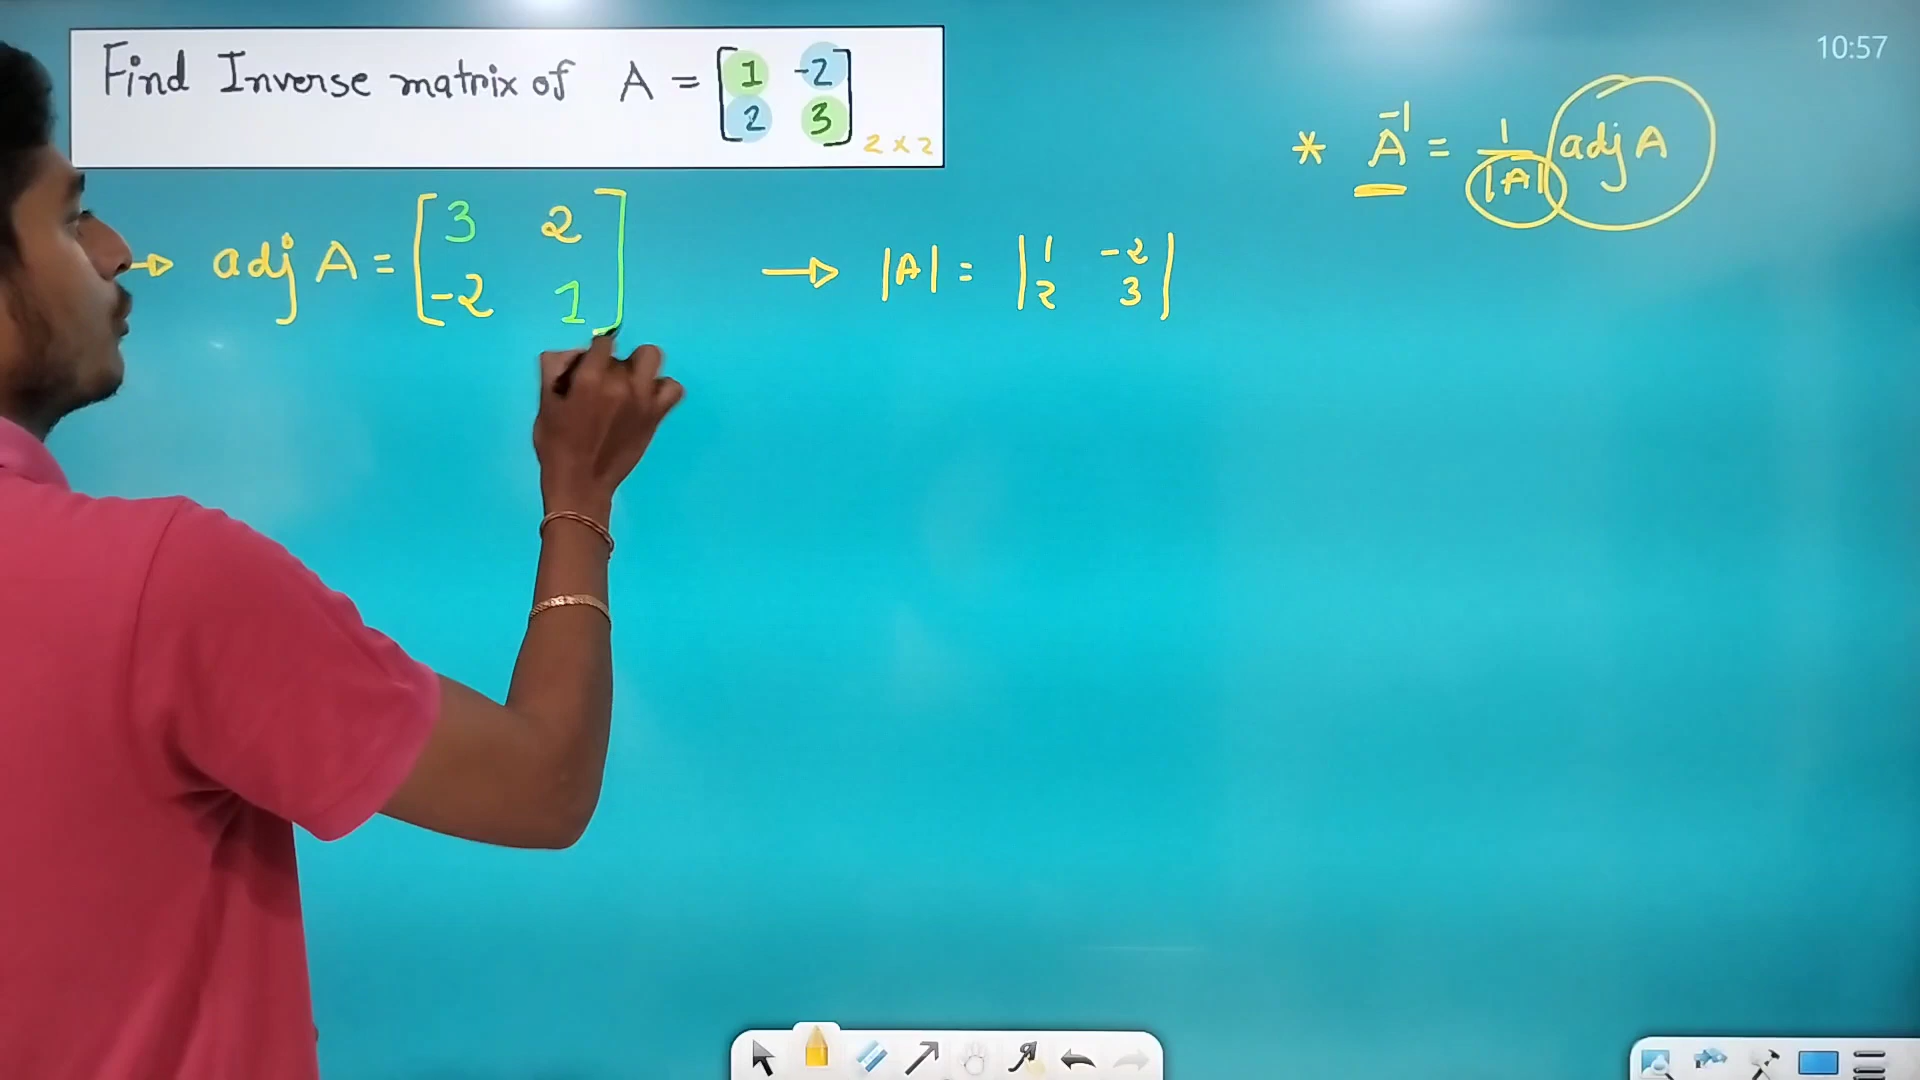 10:57
Find Inverse matrix of A = [1 -2
2 3] 2 x 2
* A⁻¹ = 1/|A| adj A
→ adj A = [3 2
-2 1]
→ |A| = |1 -2
2 3|